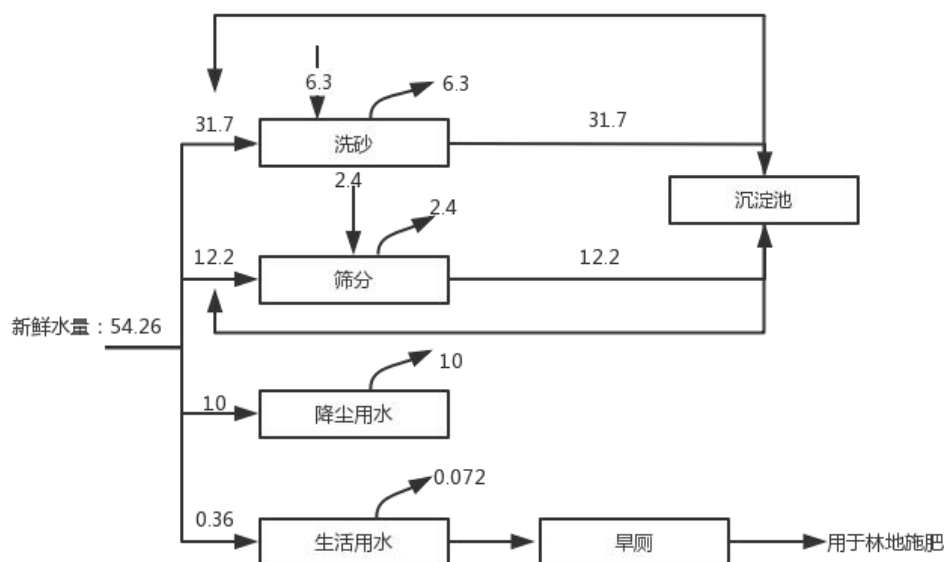 6.3
6.3
31.7
洗砂
31.7
2.4
沉淀池
2.4
12.2
筛分
12.2
新鲜水量：54.26
10
10
降尘用水
0.072
0.36
生活用水
旱厕
用于林地施肥